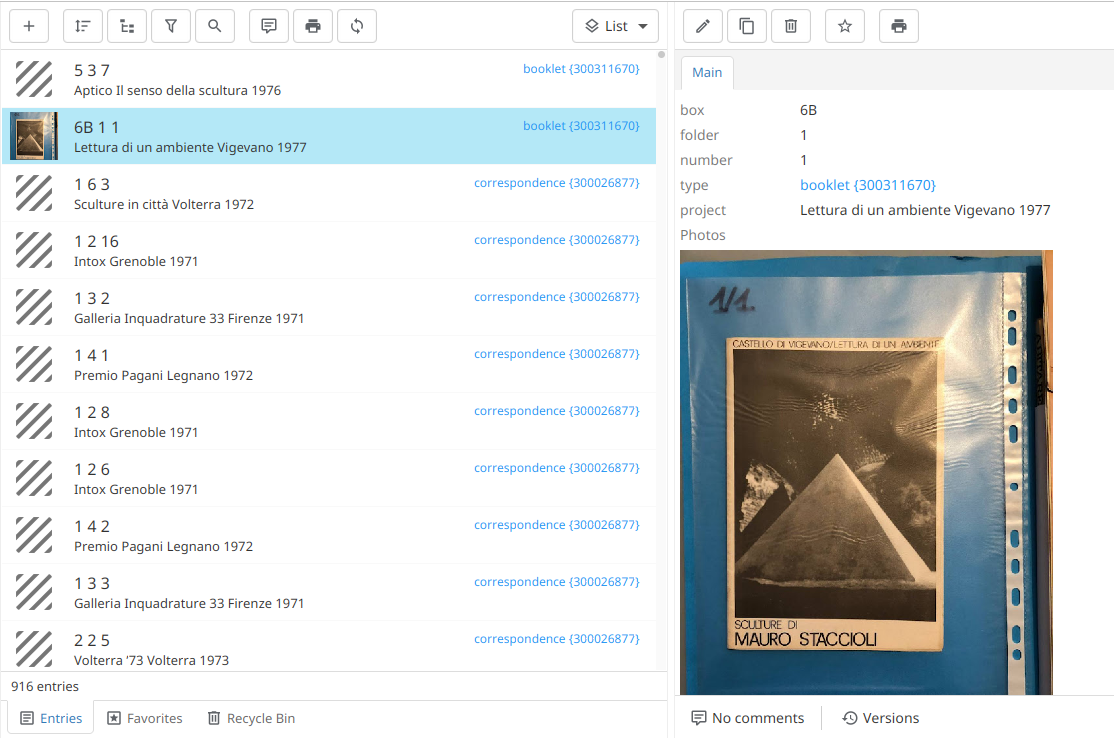 List
5 3 7
booklet {300311670}
Aptico Il senso della scultura 1976
6B 1 1
booklet {300311670}
Lettura di un ambiente Vigevano 1977
1 6 3
correspondence {300026877}
Sculture in città Volterra 1972
1 2 16
correspondence {300026877}
Intox Grenoble 1971
1 3 2
correspondence {300026877}
Galleria Inquadrature 33 Firenze 1971
1 4 1
correspondence {300026877}
Premio Pagani Legnano 1972
1 2 8
correspondence {300026877}
Intox Grenoble 1971
1 2 6
correspondence {300026877}
Intox Grenoble 1971
1 4 2
correspondence {300026877}
Premio Pagani Legnano 1972
1 3 3
correspondence {300026877}
Galleria Inquadrature 33 Firenze 1971
2 2 5
correspondence {300026877}
Volterra '73 Volterra 1973
916 entries
Entries Favorites Recycle Bin
Main
box 6B
folder 1
number 1
type booklet {300311670}
project Lettura di un ambiente Vigevano 1977
Photos
1/1.
CASTELLO DI VIGEVANO/LETTURA DI UN AMBIENTE
SCULTURE DI
MAURO STACCIOLI
No comments Versions